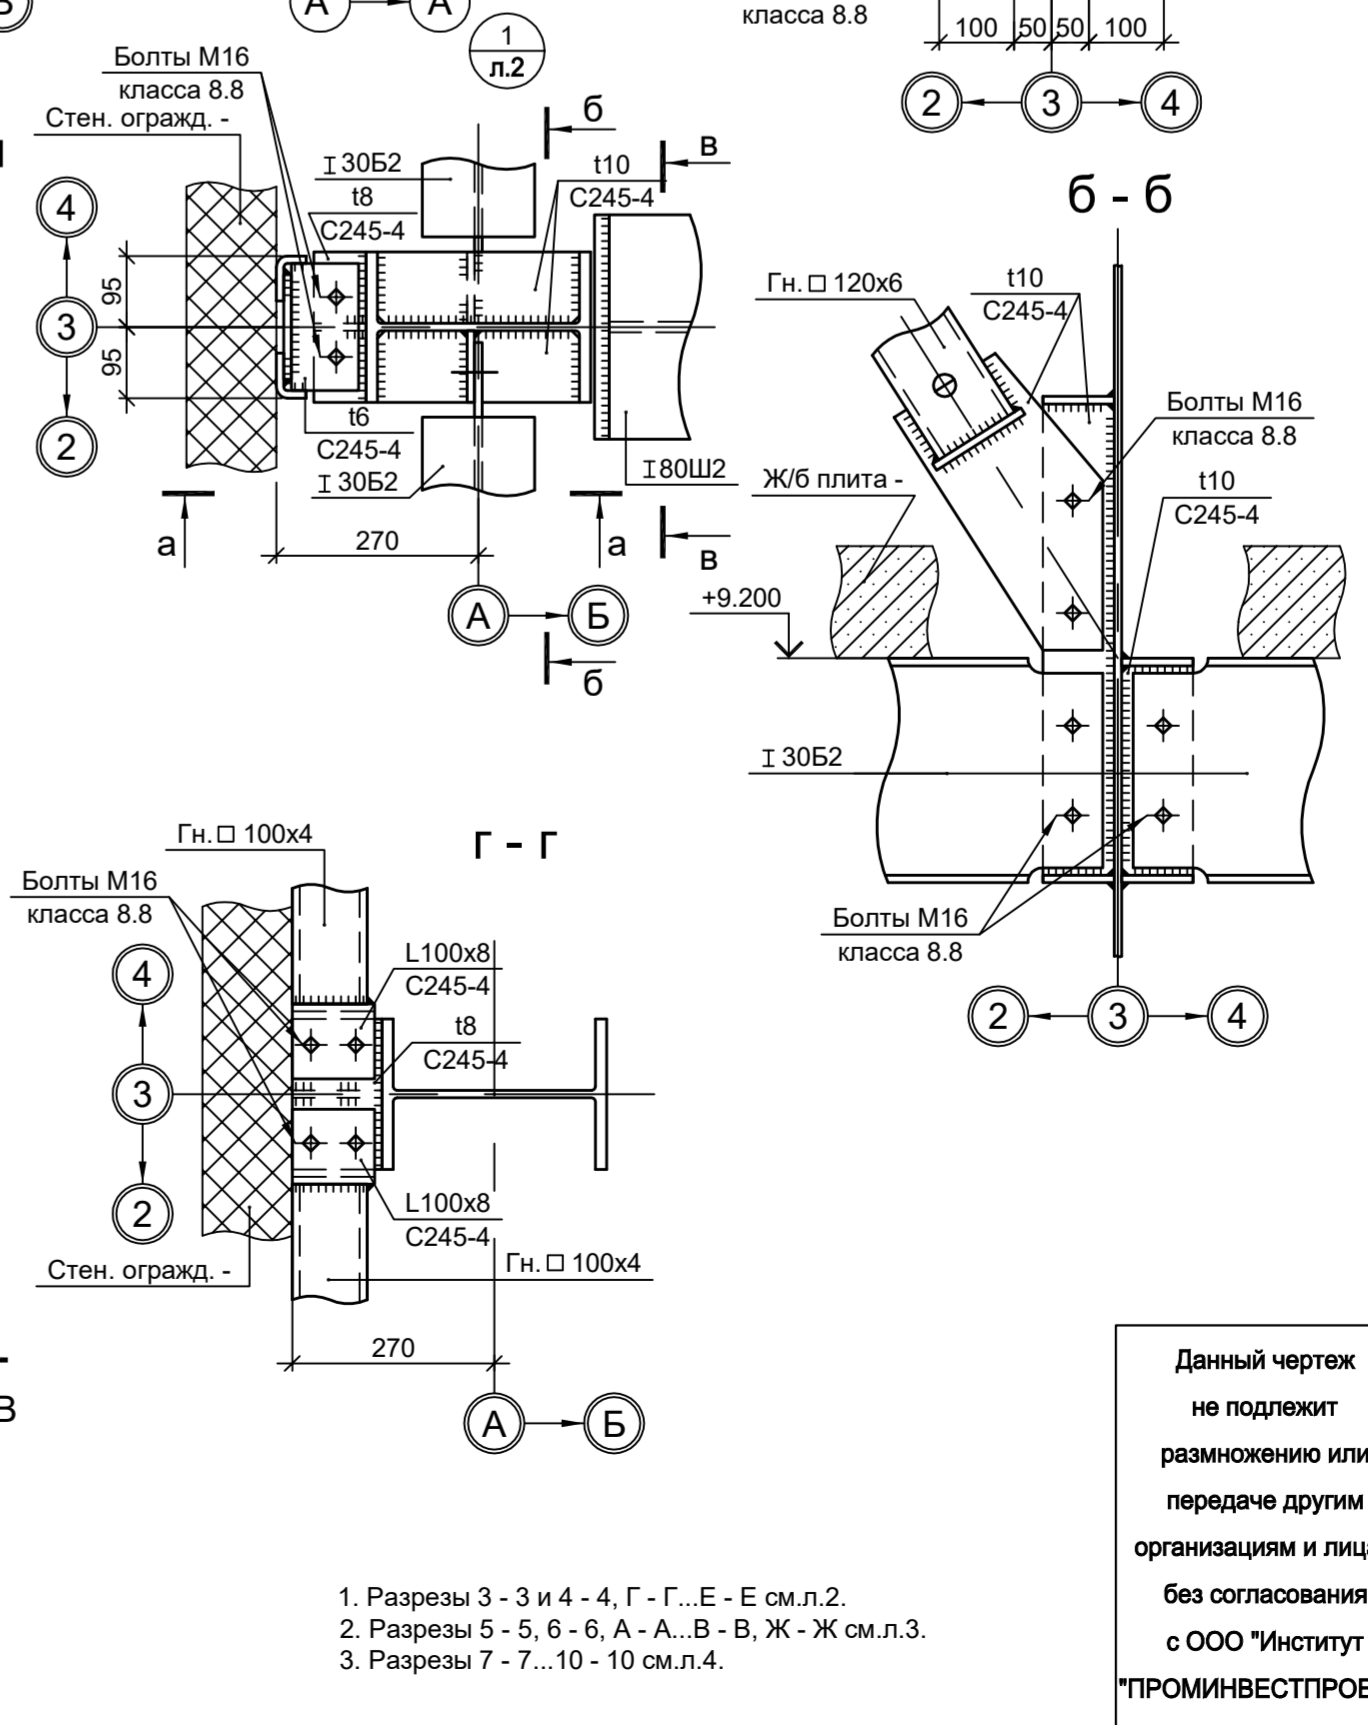 А А
класса 8.8
100 50 50 100
2 3 4
1
л.2
Болты М16
класса 8.8
Стен. огражд. -
I 30Б2
t8
С245-4
t10
С245-4
б
в
4
3
2
95
95
t6
С245-4
I 30Б2
I 80Ш2
а
а
в
270
А Б
б
б - б
Гн. □ 120х6
t10
С245-4
Болты М16
класса 8.8
Ж/б плита -
t10
С245-4
+9.200
I 30Б2
Болты М16
класса 8.8
2 3 4
г - г
Гн. □ 100х4
Болты М16
класса 8.8
L100х8
С245-4
t8
С245-4
4
3
2
L100х8
С245-4
Стен. огражд. -
Гн. □ 100х4
270
А Б
В
1. Разрезы 3 - 3 и 4 - 4, Г - Г...Е - Е см.л.2.
2. Разрезы 5 - 5, 6 - 6, А - А...В - В, Ж - Ж см.л.3.
3. Разрезы 7 - 7...10 - 10 см.л.4.
Данный чертеж
не подлежит
размножению или
передаче другим
организациям и
без согласования
с ООО "Институт